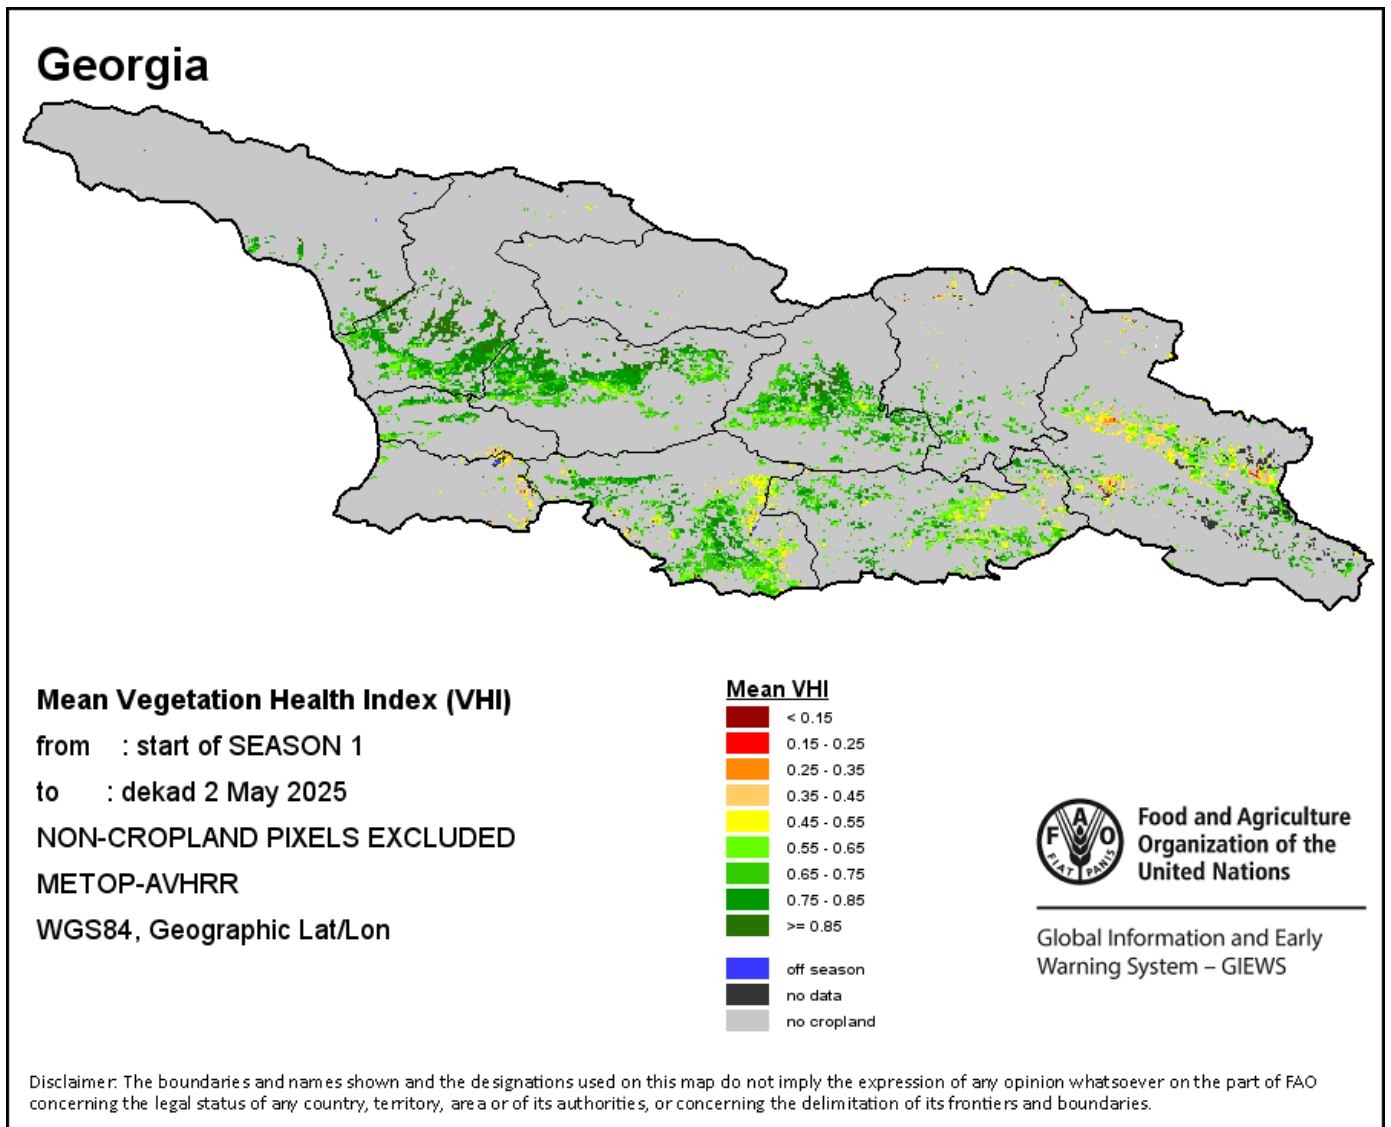 Georgia
Mean Vegetation Health Index (VHI)
from : start of SEASON 1
to : dekad 2 May 2025
NON-CROPLAND PIXELS EXCLUDED
METOP-AVHRR
WGS84, Geographic Lat/Lon
Mean VHI
< 0.15
0.15 - 0.25
0.25 - 0.35
0.35 - 0.45
0.45 - 0.55
0.55 - 0.65
0.65 - 0.75
0.75 - 0.85
>= 0.85
off season
no data
no cropland
F A O
FIAT PANIS
Food and Agriculture
Organization of the
United Nations
Global Information and Early
Warning System – GIEWS
Disclaimer: The boundaries and names shown and the designations used on this map do not imply the expression of any opinion whatsoever on the part of FAO
concerning the legal status of any country, territory, area or of its authorities, or concerning the delimitation of its frontiers and boundaries.